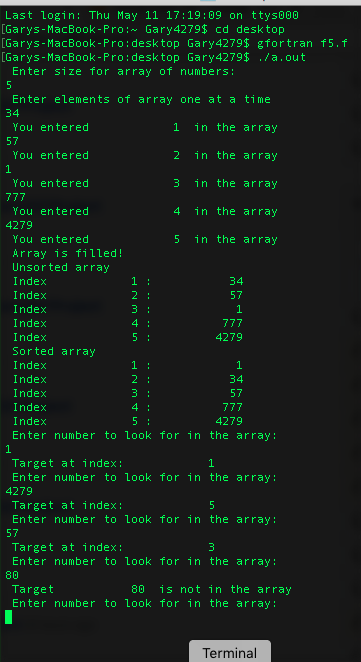 Last login: Thu May 11 17:19:09 on ttys000
[Garys-MacBook-Pro:~ Gary4279$ cd desktop
[Garys-MacBook-Pro:desktop Gary4279$ gfortran f5.f
[Garys-MacBook-Pro:desktop Gary4279$ ./a.out
Enter size for array of numbers:
5
Enter elements of array one at a time
34
You entered 1 in the array
57
You entered 2 in the array
1
You entered 3 in the array
777
You entered 4 in the array
4279
You entered 5 in the array
Array is filled!
Unsorted array
Index 1 : 34
Index 2 : 57
Index 3 : 1
Index 4 : 777
Index 5 : 4279
Sorted array
Index 1 : 1
Index 2 : 34
Index 3 : 57
Index 4 : 777
Index 5 : 4279
Enter number to look for in the array:
1
Target at index: 1
Enter number to look for in the array:
4279
Target at index: 5
Enter number to look for in the array:
57
Target at index: 3
Enter number to look for in the array:
80
Target 80 is not in the array
Enter number to look for in the array:
Terminal